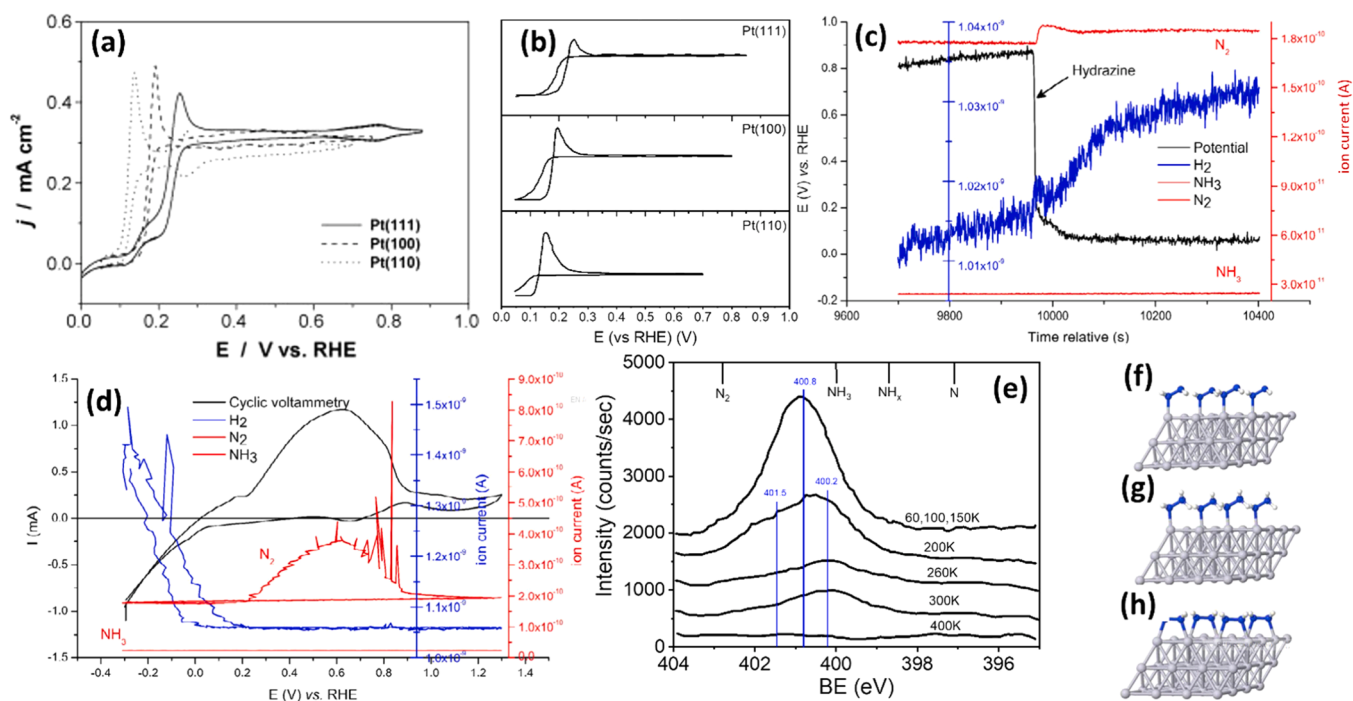 (a)
0.6
0.4
0.2
0.0
j / mA cm-2
Pt(111)
Pt(100)
Pt(110)
0.0 0.2 0.4 0.6 0.8 1.0
E / V vs. RHE
(b)
Pt(111)
Pt(100)
Pt(110)
0.0 0.1 0.2 0.3 0.4 0.5 0.6 0.7 0.8 0.9 1.0
E (vs RHE) (V)
(c)
1.0
0.8
0.6
0.4
0.2
0.0
-0.2
E (V) vs. RHE
1.04x10-9
1.03x10-9
1.02x10-9
1.01x10-9
N2
Hydrazine
Potential
H2
NH3
N2
NH3
1.8x10-10
1.5x10-10
1.2x10-10
9.0x10-11
6.0x10-11
3.0x10-11
ion current (A)
9600 9800 10000 10200 10400
Time relative (s)
(d)
1.5
1.0
0.5
0.0
-0.5
-1.0
-1.5
I (mA)
Cyclic voltammetry
H2
N2
NH3
N2
NH3
1.5x10-9
1.4x10-9
1.3x10-9
1.2x10-9
1.1x10-9
1.0x10-9
ion current (A)
9.0x10-10
8.0x10-10
7.0x10-10
6.0x10-10
5.0x10-10
4.0x10-10
3.0x10-10
2.0x10-10
1.0x10-10
0.0
ion current (A)
-0.4 -0.2 0.0 0.2 0.4 0.6 0.8 1.0 1.2
E (V) vs. RHE
(e)
5000
4000
3000
2000
1000
0
Intensity (counts/sec)
N2 NH3 NHx N
400.8
401.5
400.2
60,100,150K
200K
260K
300K
400K
404 402 400 398 396
BE (eV)
(f)
(g)
(h)